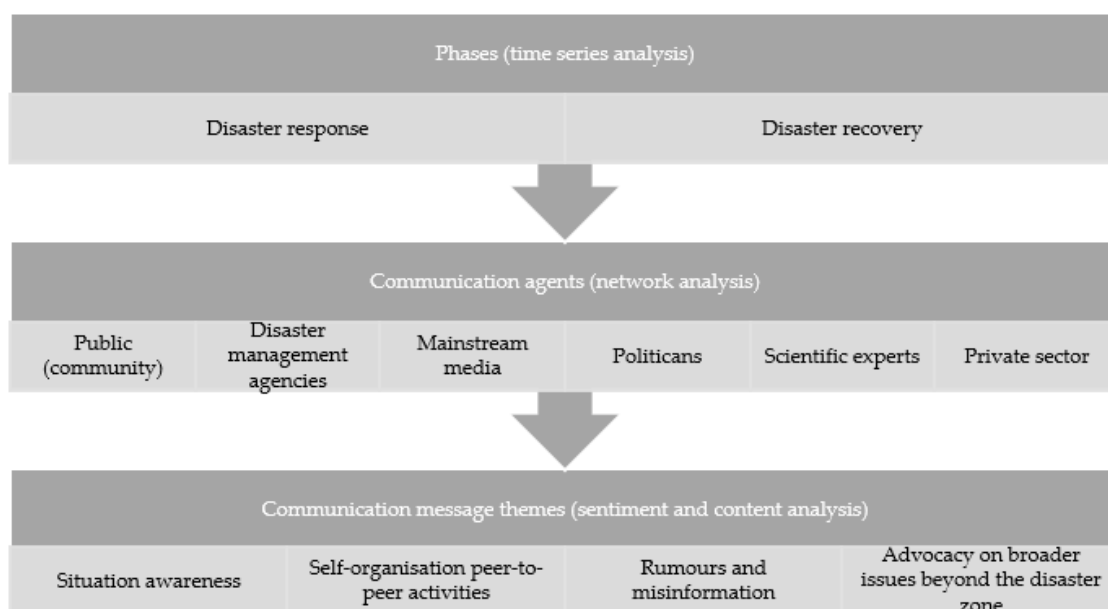 Phases (time series analysis)
Disaster response
Disaster recovery
Communication agents (network analysis)
Public
(community)
Disaster
management
agencies
Mainstream
media
Politicans
Scientific experts
Private sector
Communication message themes (sentiment and content analysis)
Situation awareness
Self-organisation peer-to-
peer activities
Rumours and
misinformation
Advocacy on broader
issues beyond the disaster
zone